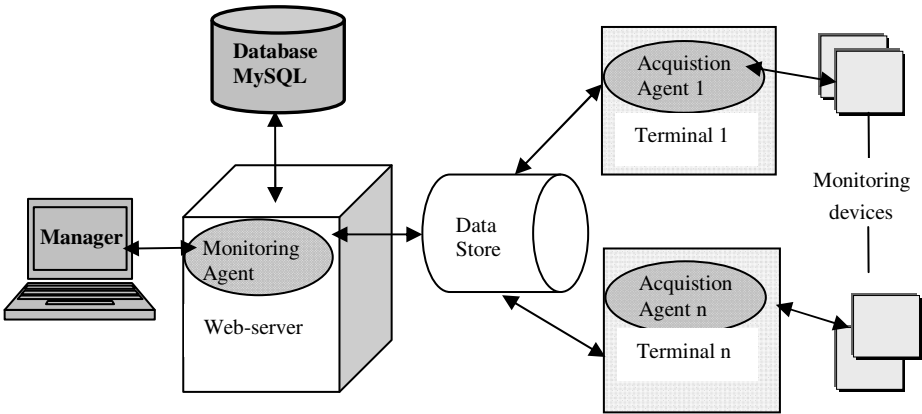 Database
MySQL
Manager
Monitoring
Agent
Web-server
Data
Store
Acquistion
Agent 1
Terminal 1
Monitoring
devices
Acquistion
Agent n
Terminal n